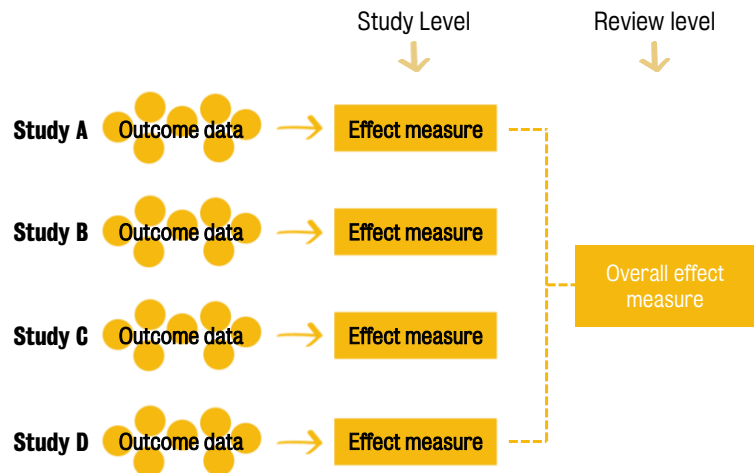 Study Level Review level
Study A Outcome data Effect measure
Study B Outcome data Effect measure
Overall effect
measure
Study C Outcome data Effect measure
Study D Outcome data Effect measure